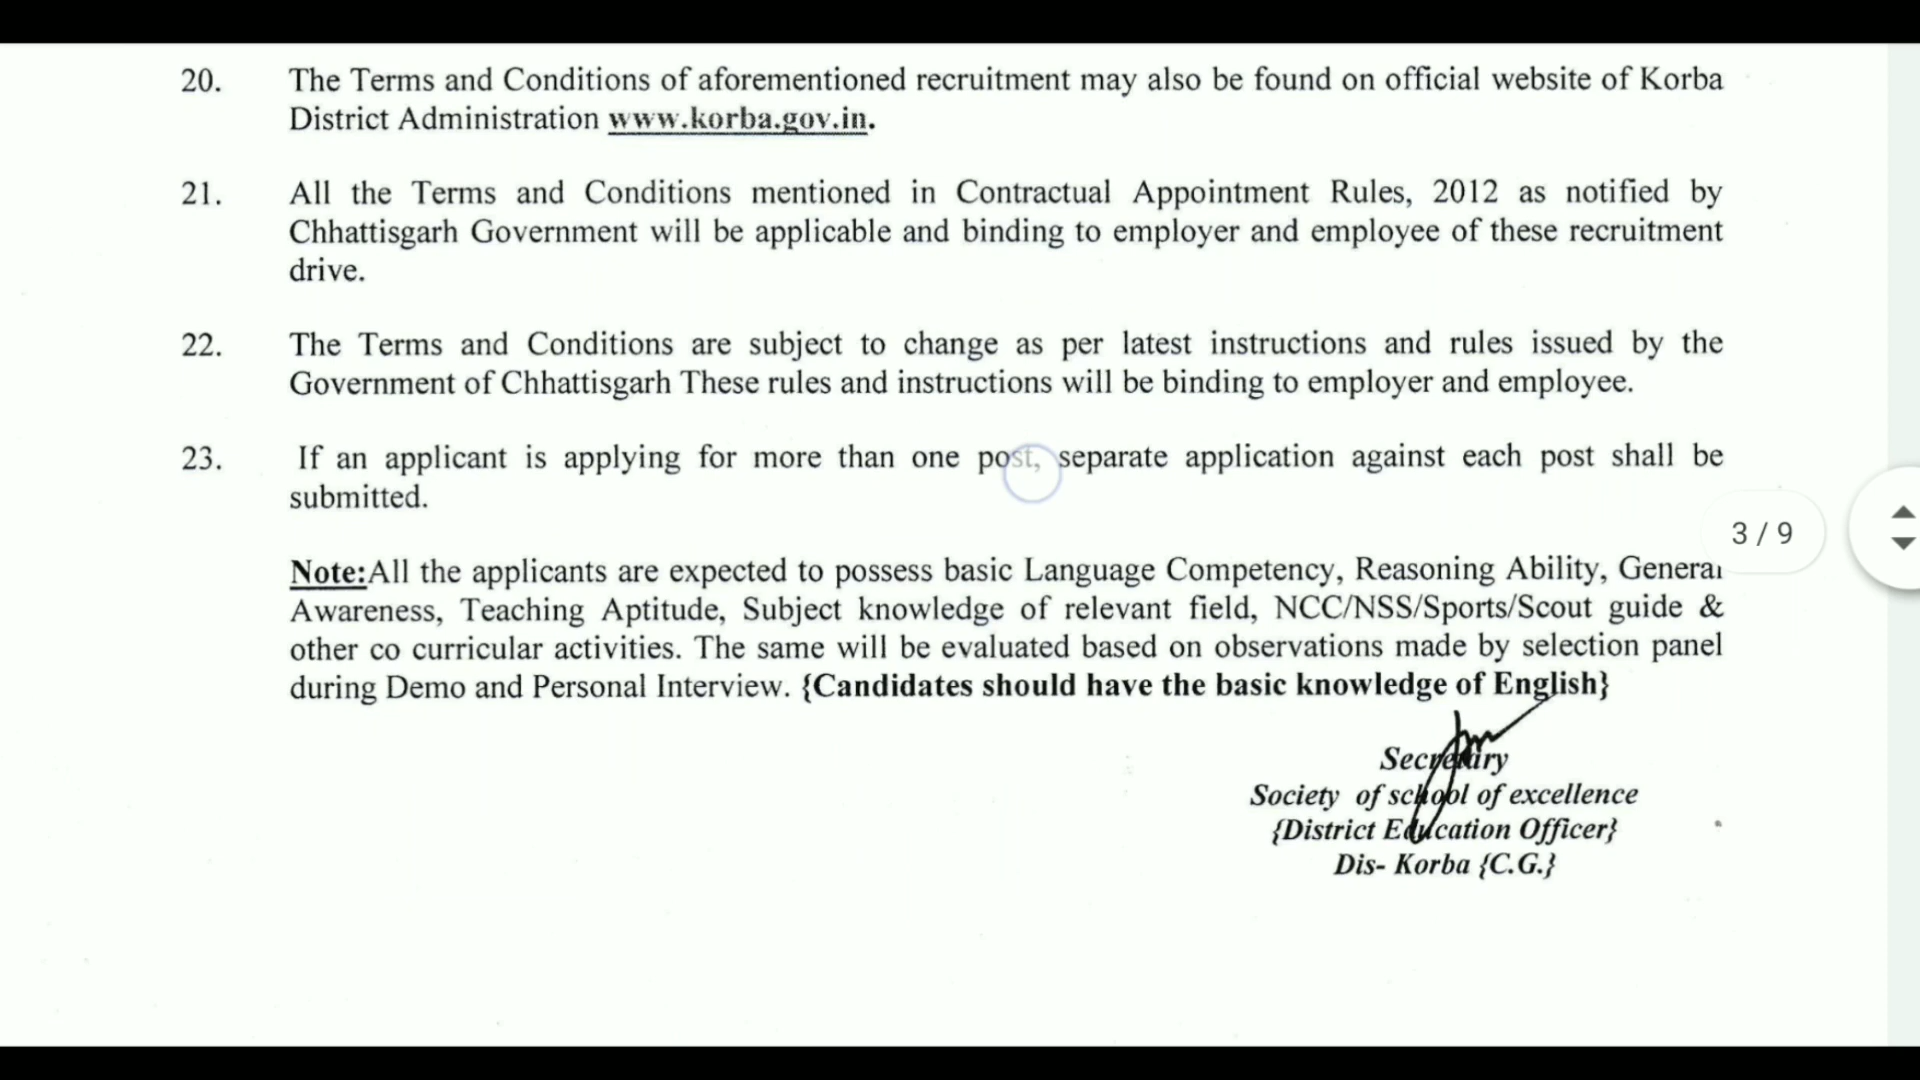 20. The Terms and Conditions of aforementioned recruitment may also be found on official website of Korba
District Administration www.korba.gov.in.
21. All the Terms and Conditions mentioned in Contractual Appointment Rules, 2012 as notified by
Chhattisgarh Government will be applicable and binding to employer and employee of these recruitment
drive.
22. The Terms and Conditions are subject to change as per latest instructions and rules issued by the
Government of Chhattisgarh These rules and instructions will be binding to employer and employee.
23. If an applicant is applying for more than one post, separate application against each post shall be
submitted.
3 / 9
Note:All the applicants are expected to possess basic Language Competency, Reasoning Ability, General
Awareness, Teaching Aptitude, Subject knowledge of relevant field, NCC/NSS/Sports/Scout guide &
other co curricular activities. The same will be evaluated based on observations made by selection panel
during Demo and Personal Interview. {Candidates should have the basic knowledge of English}
Secretary
Society of school of excellence
{District Education Officer}
Dis- Korba {C.G.}